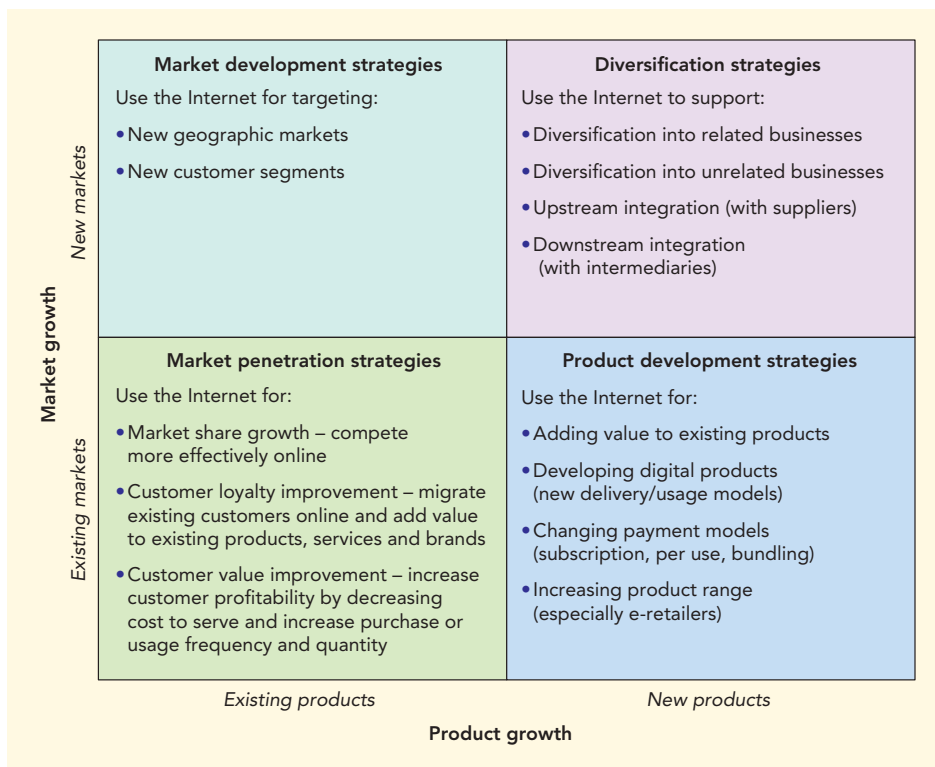 Market development strategies
Use the Internet for targeting:
•New geographic markets
•New customer segments
Diversification strategies
Use the Internet to support:
•Diversification into related businesses
•Diversification into unrelated businesses
•Upstream integration (with suppliers)
•Downstream integration
(with intermediaries)
New markets
Market growth
Market penetration strategies
Use the Internet for:
•Market share growth – compete
more effectively online
•Customer loyalty improvement – migrate
existing customers online and add value
to existing products, services and brands
•Customer value improvement – increase
customer profitability by decreasing
cost to serve and increase purchase or
usage frequency and quantity
Product development strategies
Use the Internet for:
•Adding value to existing products
•Developing digital products
(new delivery/usage models)
•Changing payment models
(subscription, per use, bundling)
•Increasing product range
(especially e-retailers)
Existing markets
Existing products
New products
Product growth